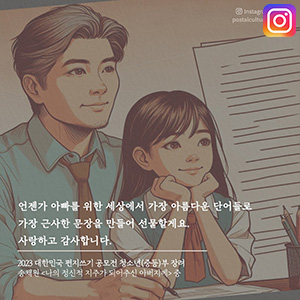 Instag
postalcultu
언젠가 아빠를 위한 세상에서 가장 아름다운 단어들로
가장 근사한 문장을 만들어 선물할게요.
사랑하고 감사합니다.
2023 대한민국 편지쓰기 공모전 청소년(중등)부 장려
송채원 <나의 정신적 지주가 되어주신 아버지께> 중